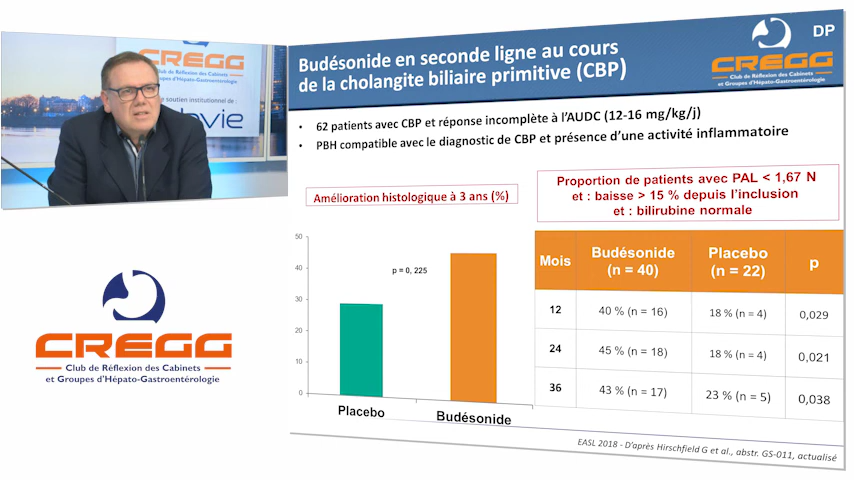 CREGG
Club de Réflexion des Cabinets
Groupes d'Hépato-Gastroentérologie
soutien institutionnel de :
vie
Budésonide en seconde ligne au cours
de la cholangite biliaire primitive (CBP)
DP
CREGG
Club de Réflexion des Cabinets
et Groupes d'Hépato-Gastroentérologie
• 62 patients avec CBP et réponse incomplète à l'AUDC (12-16 mg/kg/j)
• PBH compatible avec le diagnostic de CBP et présence d'une activité inflammatoire
Amélioration histologique à 3 ans (%)
50
40
30
20
10
0
p = 0, 225
Placebo
Budésonide
Proportion de patients avec PAL < 1,67 N
et : baisse > 15 % depuis l'inclusion
et : bilirubine normale
Mois Budésonide (n = 40) Placebo (n = 22) p
12 40 % (n = 16) 18 % (n = 4) 0,029
24 45 % (n = 18) 18 % (n = 4) 0,021
36 43 % (n = 17) 23 % (n = 5) 0,038
EASL 2018 - D'après Hirschfield G et al., abstr. GS-011, actualisé
CREGG
Club de Réflexion des Cabinets
et Groupes d'Hépato-Gastroentérologie